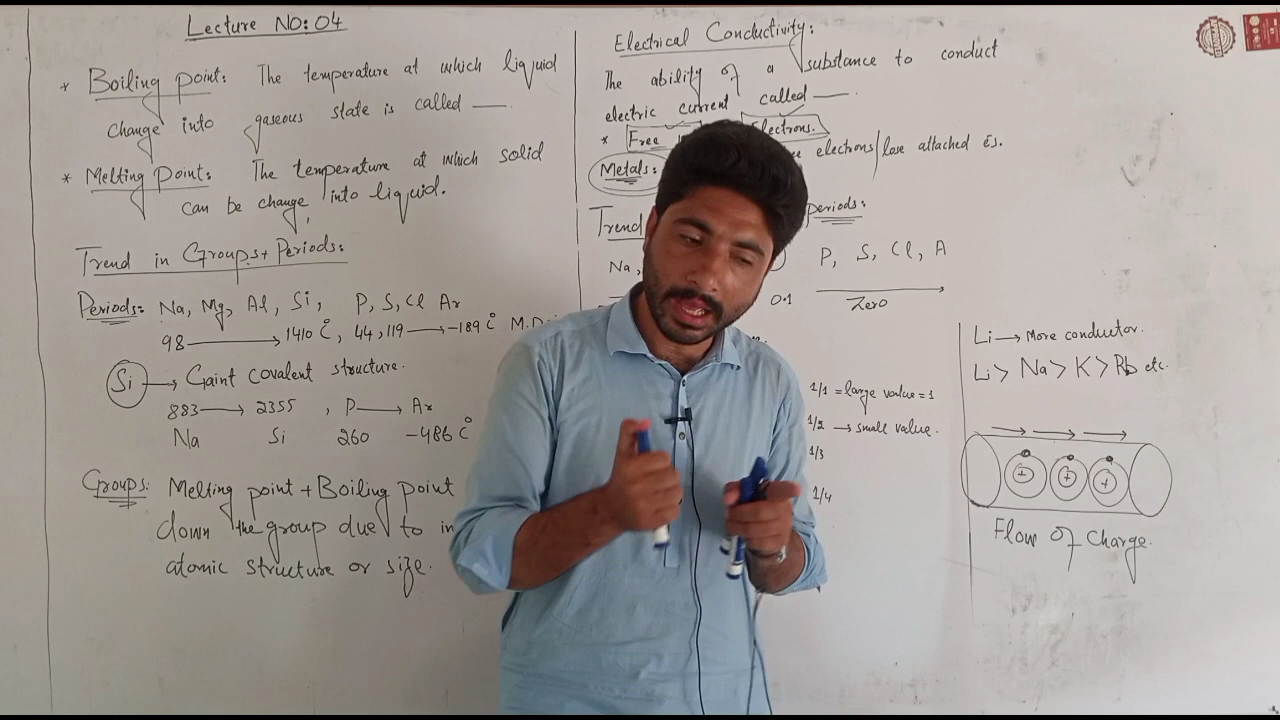 Lecture NO: 04
* Boiling point: The temperature at which liquid
change into gaseous state is called —.
* Melting Point: The temperature at which solid
can be change into liquid.
Trend in Groups + Periods:
Periods: Na, Mg, Al, Si, P, S, Cl Ar
98 → 1410 C°, 44, 119 → -189 C° M.
Si → Gaint covalent structure.
883 → 2355 , P → Ar
Na Si 260 -486 C°
Groups: Melting point + Boiling point
down the group due to in
atomic structure or size.
Electrical Conductivity:
The ability of a substance to conduct
electric current called —.
* Free Electrons.
Metals: electrons/lose attached es.
Trend periods:
Na, P, S, Cl, A
0.1 Zero
1/1 = large value = 1
1/2 → small value.
1/3
1/4
Li → More conductor.
Li > Na > K > Rb etc.
+ + +
Flow of Charge.